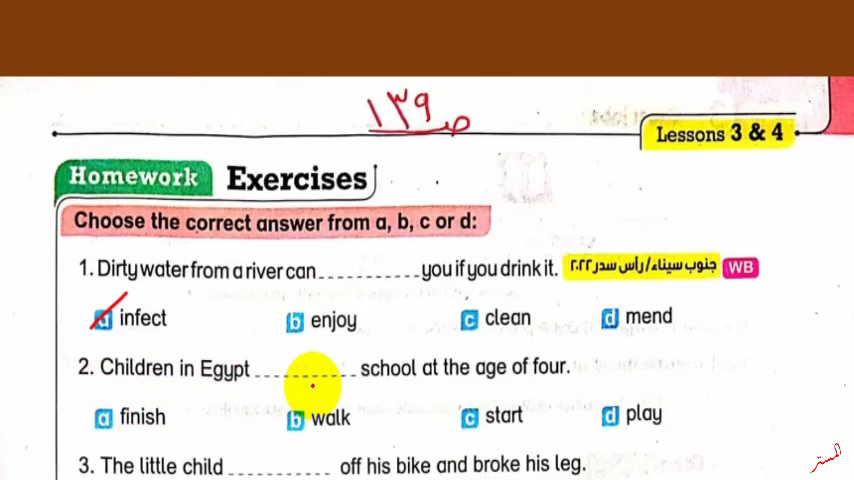 ص ١٣٩
Lessons 3 & 4
Homework Exercises
Choose the correct answer from a, b, c or d:
1. Dirty water from a river can ........... you if you drink it. جنوب سيناء/رأس سدر ٢٠٢٢ WB
a infect b enjoy c clean d mend
2. Children in Egypt ........... school at the age of four.
a finish b walk c start d play
3. The little child ........... off his bike and broke his leg.
المستر